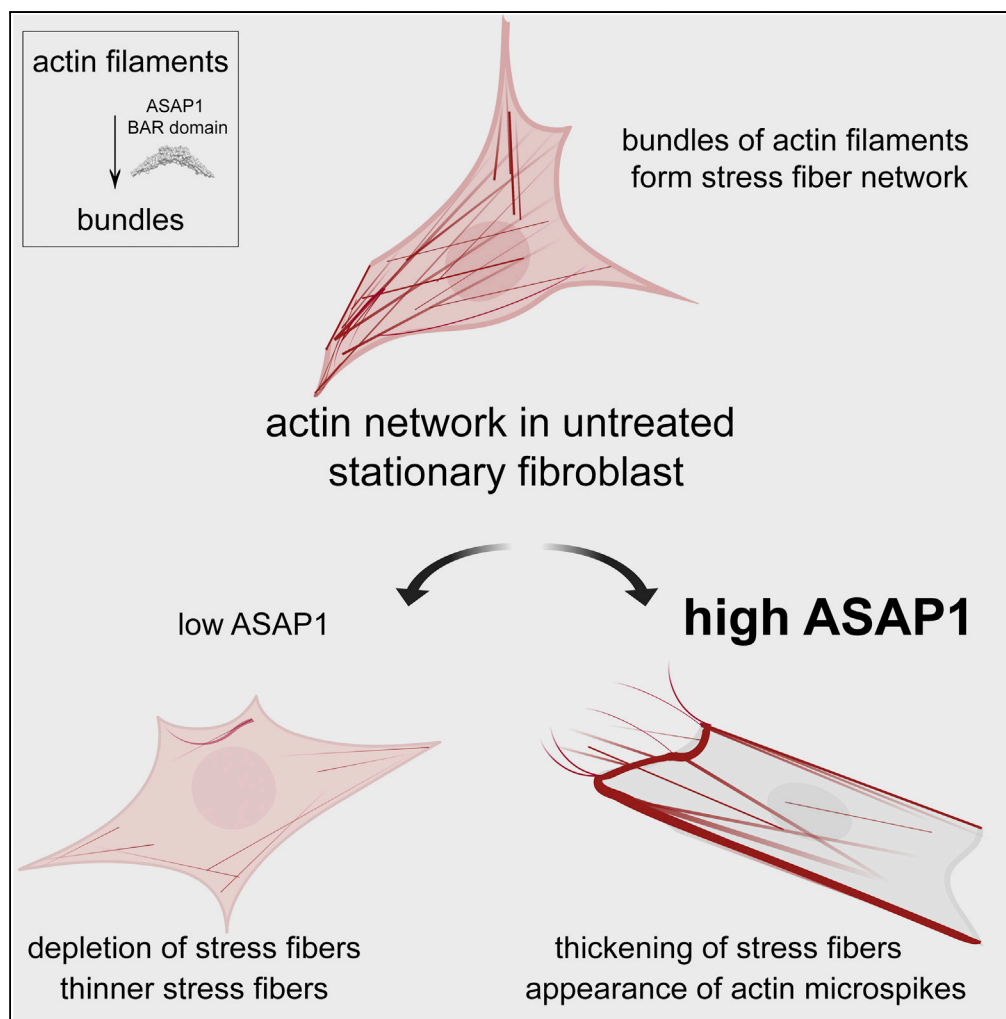 actin filaments
ASAP1
BAR domain
bundles
bundles of actin filaments
form stress fiber network
actin network in untreated
stationary fibroblast
low ASAP1
high ASAP1
depletion of stress fibers
thinner stress fibers
thickening of stress fibers
appearance of actin microspikes